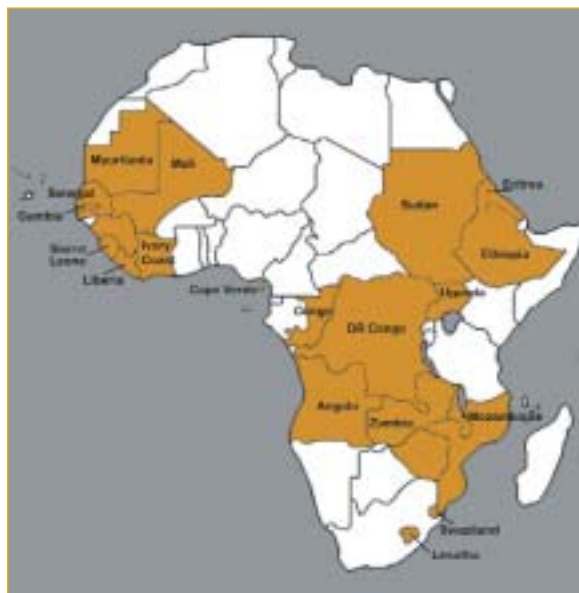 Mauritania
Mali
Senegal
Gambia
Sierra
Leone
Liberia
Ivory
Coast
Cape Verde
Sudan
Eritrea
Ethiopia
Uganda
Congo
DR Congo
Angola
Zambia
Mozambique
Swaziland
Lesotho